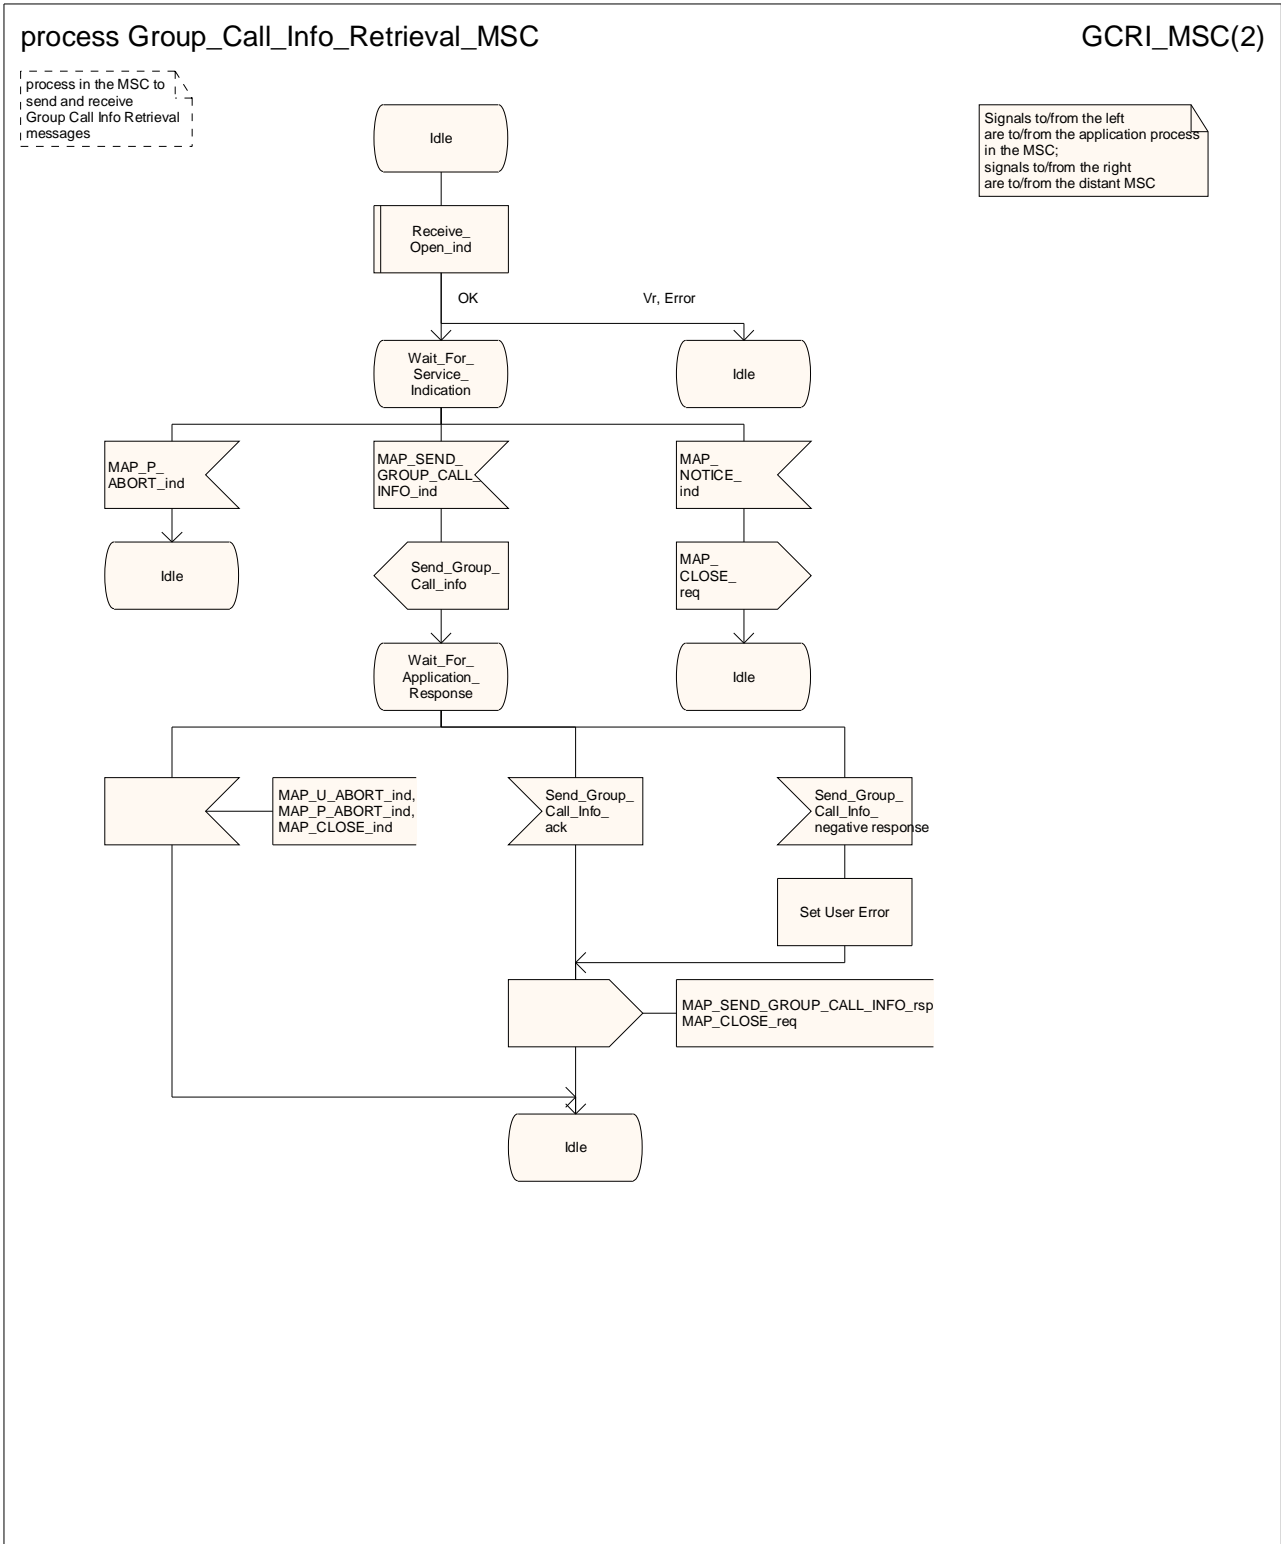 process Group_Call_Info_Retrieval_MSC
GCRI_MSC(2)
process in the MSC to
send and receive
Group Call Info Retrieval
messages
Signals to/from the left
are to/from the application process
in the MSC;
signals to/from the right
are to/from the distant MSC
Idle
Receive_
Open_ind
OK
Vr, Error
Wait_For_
Service_
Indication
Idle
MAP_P_
ABORT_ind
MAP_SEND_
GROUP_CALL_
INFO_ind
MAP_
NOTICE_
ind
Idle
Send_Group_
Call_info
MAP_
CLOSE_
req
Wait_For_
Application_
Response
Idle
MAP_U_ABORT_ind,
MAP_P_ABORT_ind,
MAP_CLOSE_ind
Send_Group_
Call_Info_
ack
Send_Group_
Call_Info_
negative response
Set User Error
MAP_SEND_GROUP_CALL_INFO_rsp
MAP_CLOSE_req
Idle